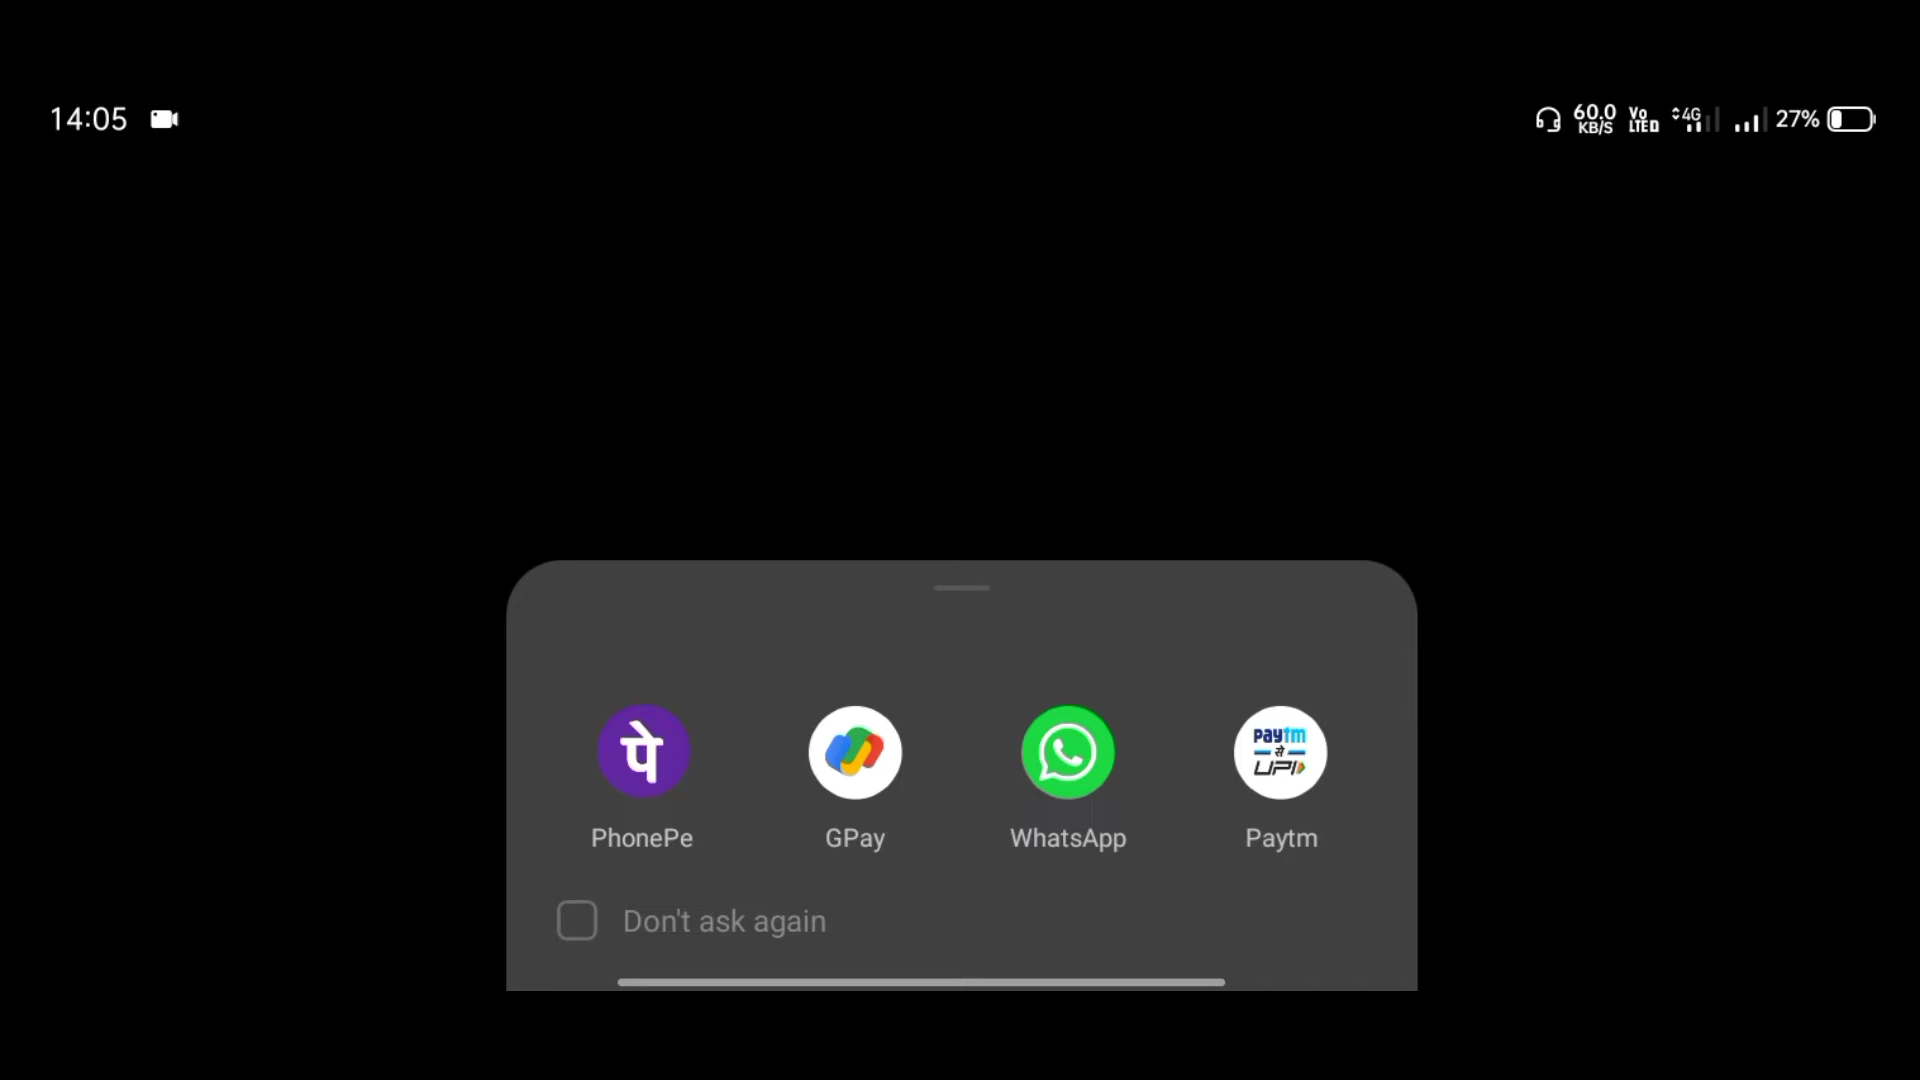 14:05
60.0 KB/S
Vo LTE
4G
27%
पे
paytm
से
UPI
PhonePe
GPay
WhatsApp
Paytm
Don't ask again